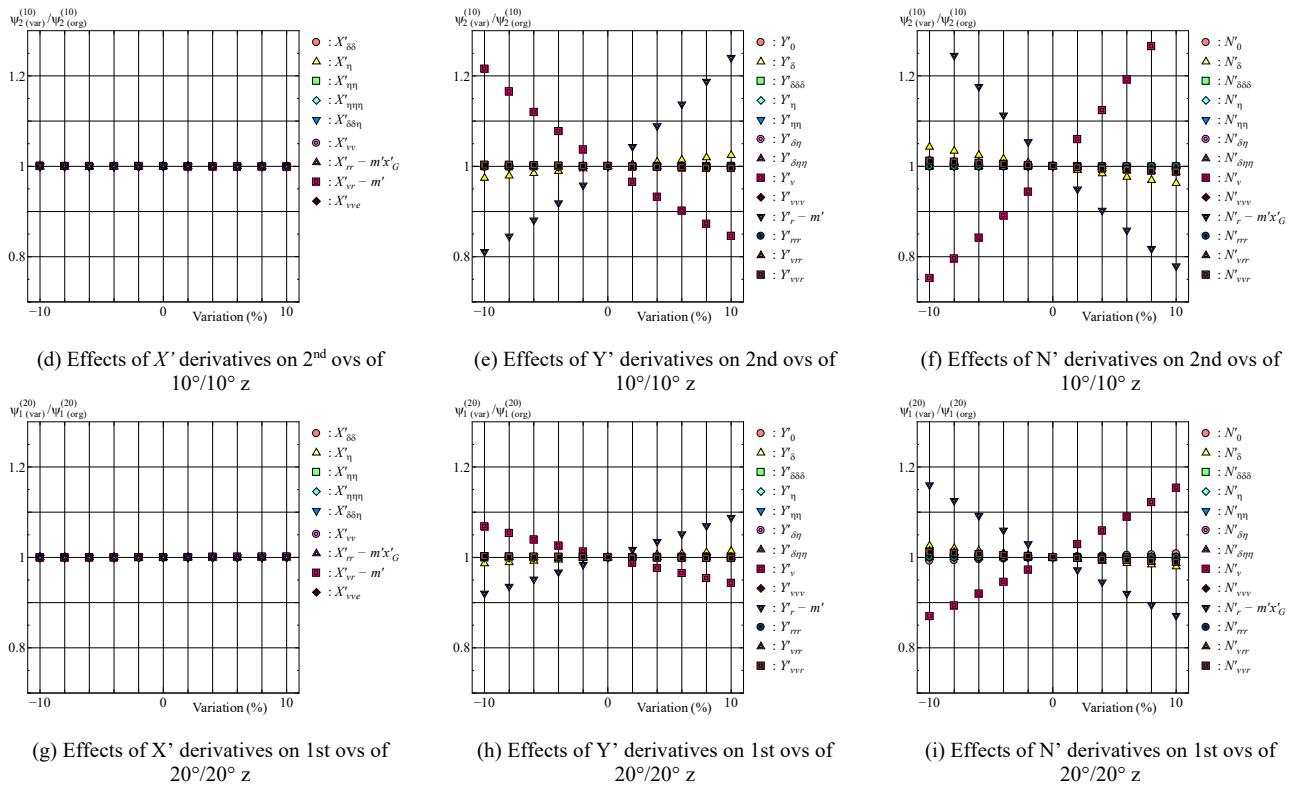 ψ₂ ₍var₎⁽¹⁰⁾/ψ₂ ₍org₎⁽¹⁰⁾
1.2
1
0.8
−10 0 10
Variation (%)
: X′δδ
: X′η
: X′ηη
: X′ηηη
: X′δδη
: X′vv
: X′rr − m′x′G
: X′vr − m′
: X′vve
(d) Effects of X’ derivatives on 2nd ovs of
10°/10° z
ψ₂ ₍var₎⁽¹⁰⁾/ψ₂ ₍org₎⁽¹⁰⁾
1.2
1
0.8
−10 0 10
Variation (%)
: Y′0
: Y′δ
: Y′δδδ
: Y′η
: Y′ηη
: Y′δη
: Y′δηη
: Y′v
: Y′vvv
: Y′r − m′
: Y′rrr
: Y′vrr
: Y′vvr
(e) Effects of Y’ derivatives on 2nd ovs of
10°/10° z
ψ₂ ₍var₎⁽¹⁰⁾/ψ₂ ₍org₎⁽¹⁰⁾
1.2
1
0.8
−10 0 10
Variation (%)
: N′0
: N′δ
: N′δδδ
: N′η
: N′ηη
: N′δη
: N′δηη
: N′v
: N′vvv
: N′r − m′x′G
: N′rrr
: N′vrr
: N′vvr
(f) Effects of N’ derivatives on 2nd ovs of
10°/10° z
ψ₁ ₍var₎⁽²⁰⁾/ψ₁ ₍org₎⁽²⁰⁾
1.2
1
0.8
−10 0 10
Variation (%)
: X′δδ
: X′η
: X′ηη
: X′ηηη
: X′δδη
: X′vv
: X′rr − m′x′G
: X′vr − m′
: X′vve
(g) Effects of X’ derivatives on 1st ovs of
20°/20° z
ψ₁ ₍var₎⁽²⁰⁾/ψ₁ ₍org₎⁽²⁰⁾
1.2
1
0.8
−10 0 10
Variation (%)
: Y′0
: Y′δ
: Y′δδδ
: Y′η
: Y′ηη
: Y′δη
: Y′δηη
: Y′v
: Y′vvv
: Y′r − m′
: Y′rrr
: Y′vrr
: Y′vvr
(h) Effects of Y’ derivatives on 1st ovs of
20°/20° z
ψ₁ ₍var₎⁽²⁰⁾/ψ₁ ₍org₎⁽²⁰⁾
1.2
1
0.8
−10 0 10
Variation (%)
: N′0
: N′δ
: N′δδδ
: N′η
: N′ηη
: N′δη
: N′δηη
: N′v
: N′vvv
: N′r − m′x′G
: N′rrr
: N′vrr
: N′vvr
(i) Effects of N’ derivatives on 1st ovs of
20°/20° z